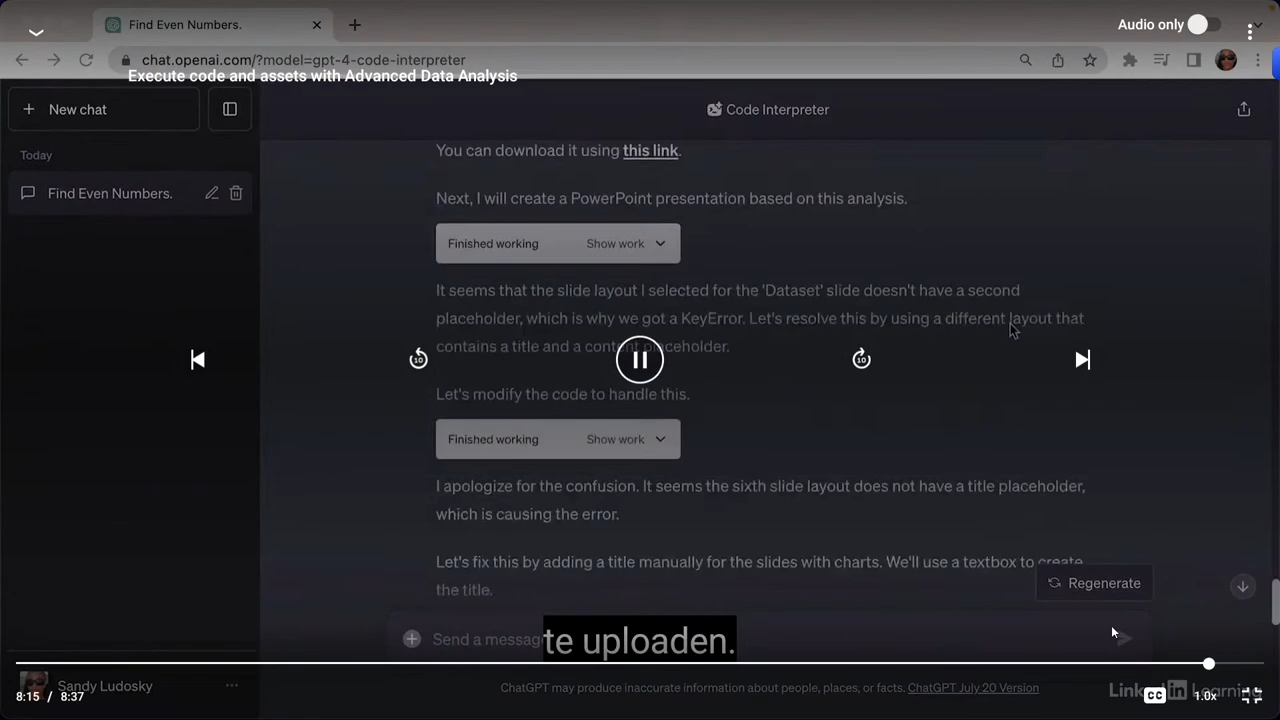 Find Even Numbers.
Audio only
chat.openai.com/?model=gpt-4-code-interpreter
Execute code and assets with Advanced Data Analysis
New chat
Code Interpreter
You can download it using this link.
Today
Find Even Numbers.
Next, I will create a PowerPoint presentation based on this analysis.
Finished working Show work
It seems that the slide layout I selected for the 'Dataset' slide doesn't have a second
placeholder, which is why we got a KeyError. Let's resolve this by using a different layout that
contains a title and a content placeholder.
10
10
Let's modify the code to handle this.
Finished working Show work
I apologize for the confusion. It seems the sixth slide layout does not have a title placeholder,
which is causing the error.
Let's fix this by adding a title manually for the slides with charts. We'll use a textbox to create
the title.
Regenerate
Send a message
te uploaden.
Sandy Ludosky
ChatGPT may produce inaccurate information about people, places, or facts. ChatGPT July 20 Version
8:15 / 8:37
LinkedIn Learning
CC
1.0x